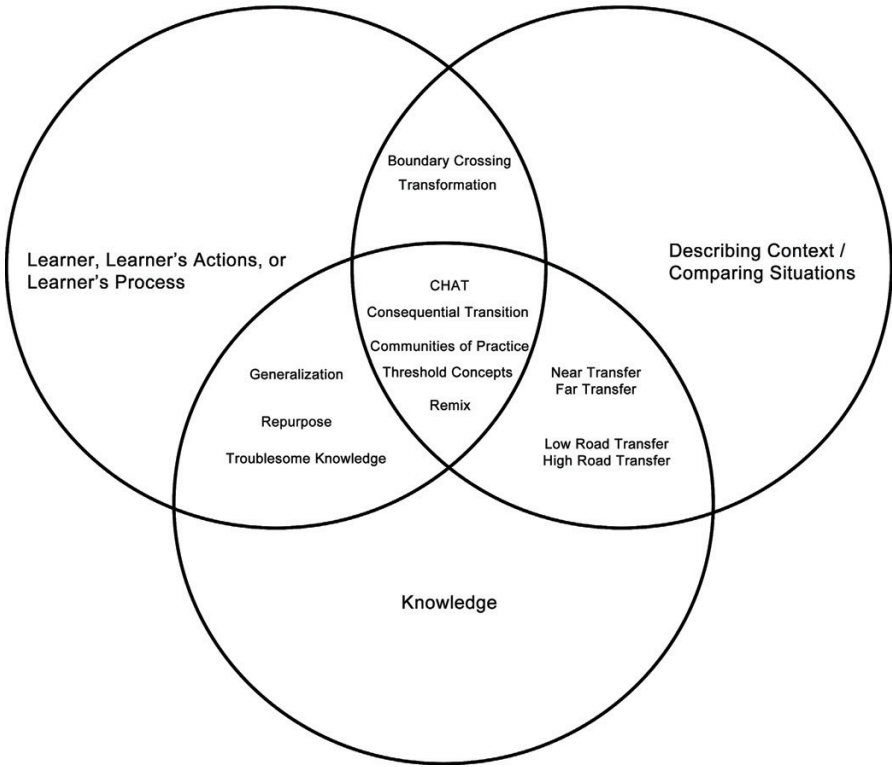 Boundary Crossing
Transformation
Learner, Learner's Actions, or
Learner's Process
Describing Context /
Comparing Situations
CHAT
Consequential Transition
Communities of Practice
Threshold Concepts
Remix
Generalization
Repurpose
Troublesome Knowledge
Near Transfer
Far Transfer
Low Road Transfer
High Road Transfer
Knowledge